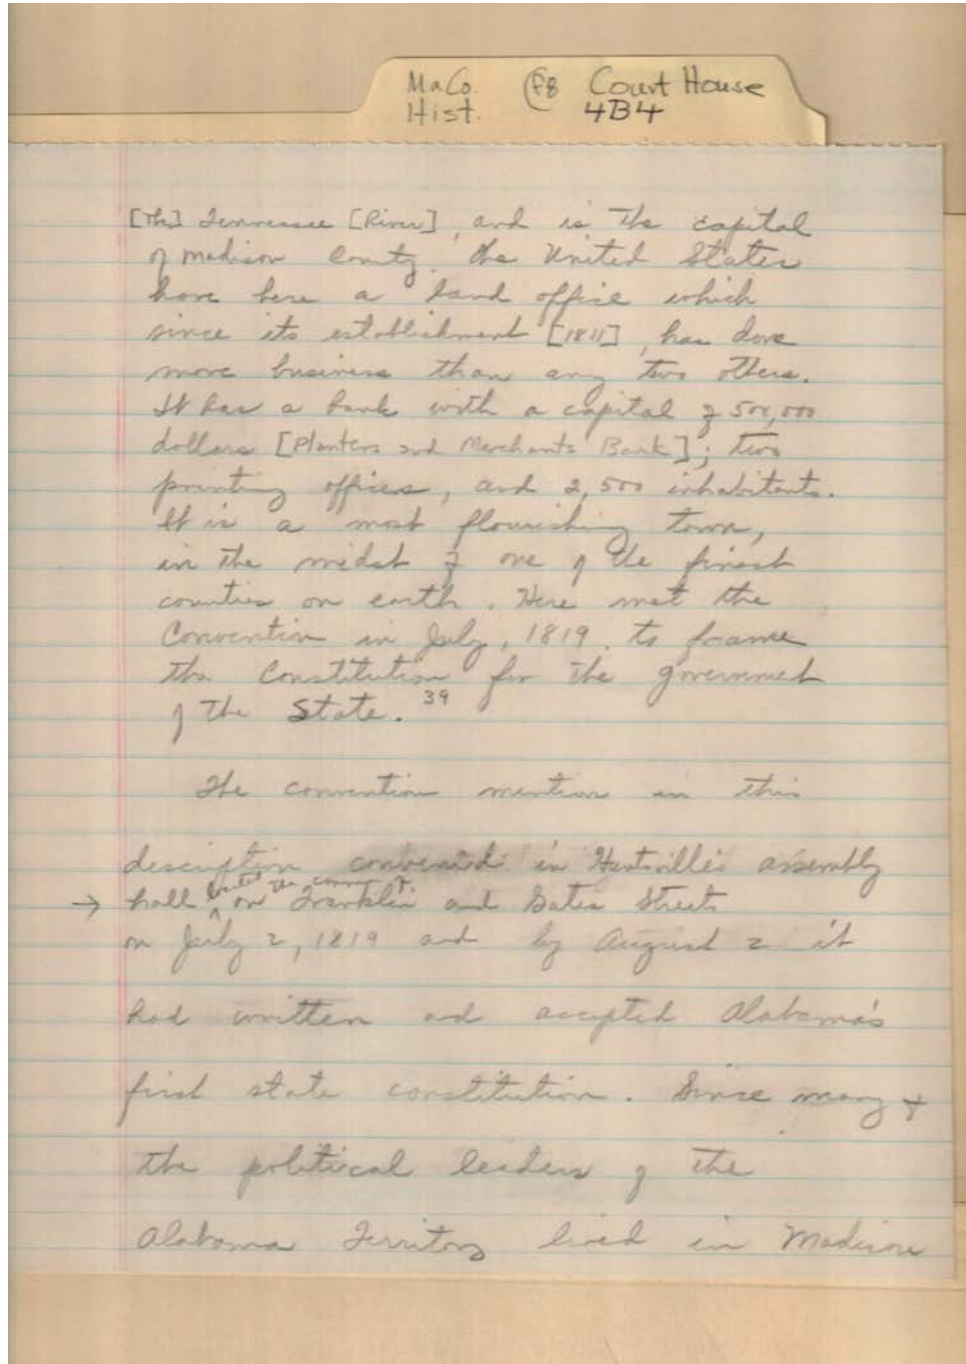 MaCo. F8 Court House
Hist. 4B4
[The] Tennessee [River], and is the capital
of Madison County. The United States
have here a land office which
since its establishment [1811], has done
more business than any two others.
It has a bank with a capital of 500,000
dollars [Planters and Merchants Bank]; two
printing offices, and 2,500 inhabitants.
It is a most flourishing town,
in the midst of one of the finest
counties on earth. Here met the
Convention in July, 1819, to frame
the Constitution for the government
of the State. 39
The convention mention in this
description convened in Huntsville's assembly
located the corner of
→ hall ^ on Franklin and Gates Streets
on July 2, 1819 and by August 2 it
had written and accepted Alabama's
first state constitution. Since many of
the political leaders of the
Alabama Territory lived in Madison